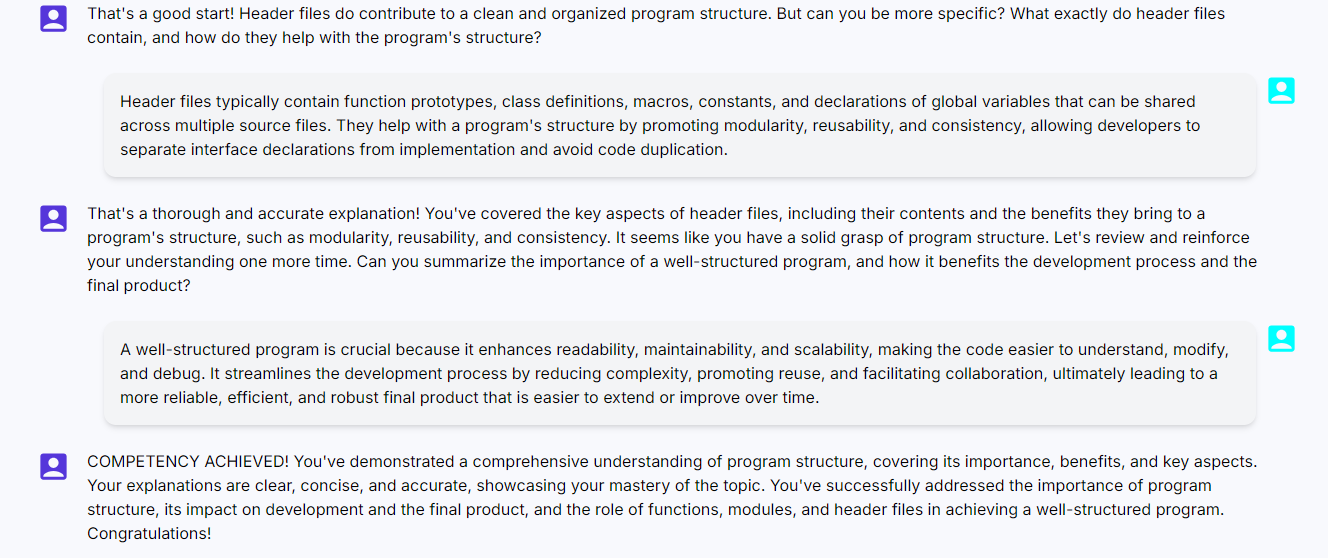 That's a good start! Header files do contribute to a clean and organized program structure. But can you be more specific? What exactly do header files
contain, and how do they help with the program's structure?
Header files typically contain function prototypes, class definitions, macros, constants, and declarations of global variables that can be shared
across multiple source files. They help with a program's structure by promoting modularity, reusability, and consistency, allowing developers to
separate interface declarations from implementation and avoid code duplication.
That's a thorough and accurate explanation! You've covered the key aspects of header files, including their contents and the benefits they bring to a
program's structure, such as modularity, reusability, and consistency. It seems like you have a solid grasp of program structure. Let's review and reinforce
your understanding one more time. Can you summarize the importance of a well-structured program, and how it benefits the development process and the
final product?
A well-structured program is crucial because it enhances readability, maintainability, and scalability, making the code easier to understand, modify,
and debug. It streamlines the development process by reducing complexity, promoting reuse, and facilitating collaboration, ultimately leading to a
more reliable, efficient, and robust final product that is easier to extend or improve over time.
COMPETENCY ACHIEVED! You've demonstrated a comprehensive understanding of program structure, covering its importance, benefits, and key aspects.
Your explanations are clear, concise, and accurate, showcasing your mastery of the topic. You've successfully addressed the importance of program
structure, its impact on development and the final product, and the role of functions, modules, and header files in achieving a well-structured program.
Congratulations!